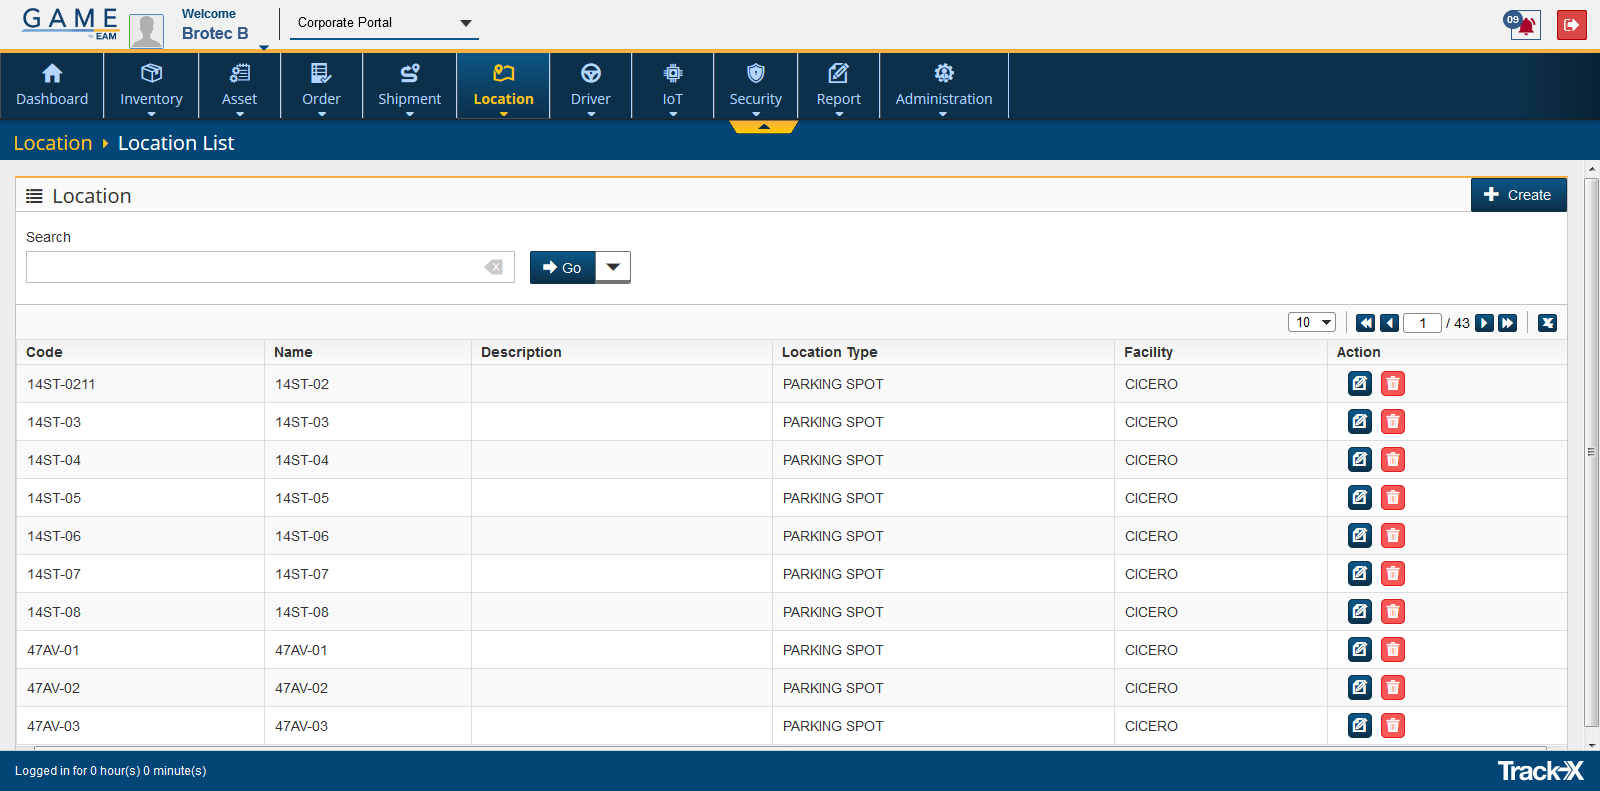 GAME
EAM
Welcome
Brotec B
Corporate Portal
09
Dashboard
Inventory
Asset
Order
Shipment
Location
Driver
IoT
Security
Report
Administration
Location Location List
Location
Create
Search
Go
10 1 / 43
Code Name Description Location Type Facility Action
14ST-0211 14ST-02 PARKING SPOT CICERO
14ST-03 14ST-03 PARKING SPOT CICERO
14ST-04 14ST-04 PARKING SPOT CICERO
14ST-05 14ST-05 PARKING SPOT CICERO
14ST-06 14ST-06 PARKING SPOT CICERO
14ST-07 14ST-07 PARKING SPOT CICERO
14ST-08 14ST-08 PARKING SPOT CICERO
47AV-01 47AV-01 PARKING SPOT CICERO
47AV-02 47AV-02 PARKING SPOT CICERO
47AV-03 47AV-03 PARKING SPOT CICERO
Logged in for 0 hour(s) 0 minute(s)
Track-X